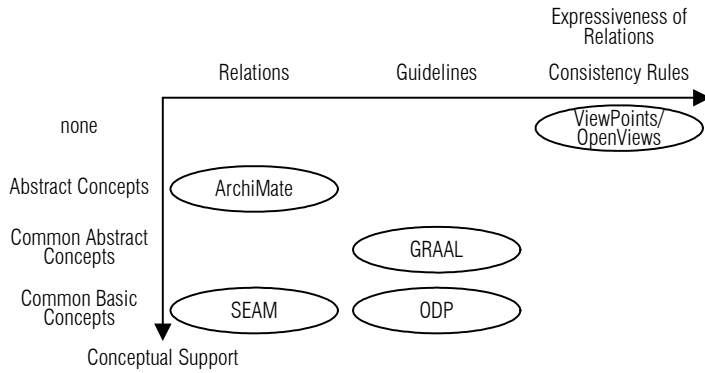 Expressiveness of
Relations
Relations Guidelines Consistency Rules
none
ViewPoints/
OpenViews
Abstract Concepts
ArchiMate
Common Abstract
Concepts
GRAAL
Common Basic
Concepts
SEAM
ODP
Conceptual Support